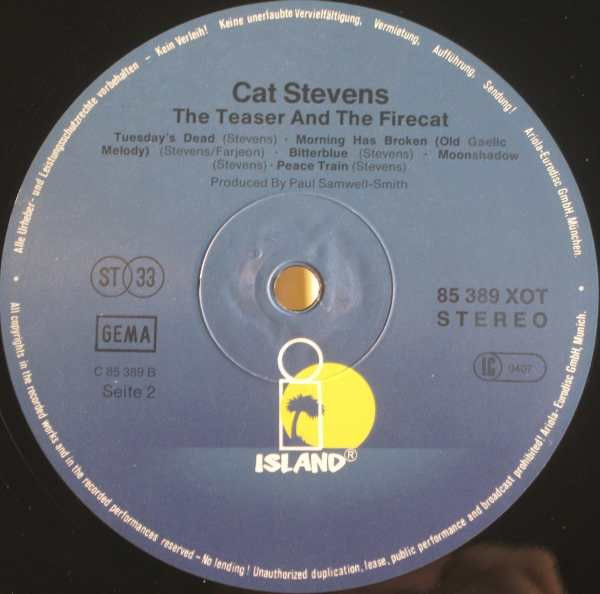 Alle Urheber- und Leistungsschutzrechte vorbehalten – Kein Verleih! Keine unerlaubte Vervielfältigung, Vermietung, Aufführung, Sendung! Ariola-Eurodisc GmbH, München.
Cat Stevens
The Teaser And The Firecat
Tuesday's Dead (Stevens) · Morning Has Broken (Old Gaelic
Melody) (Stevens/Farjeon) · Bitterblue (Stevens) · Moonshadow
(Stevens) · Peace Train (Stevens)
Produced By Paul Samwell-Smith
ST 33
85 389 XOT
STEREO
GEMA
LC 0407
C 85 389 B
Seite 2
i
ISLAND®
All copyrights in the recorded works and in the recorded performances reserved – No lending! Unauthorized duplication, lease, public performance and broadcast prohibited! Ariola-Eurodisc GmbH, Munich.